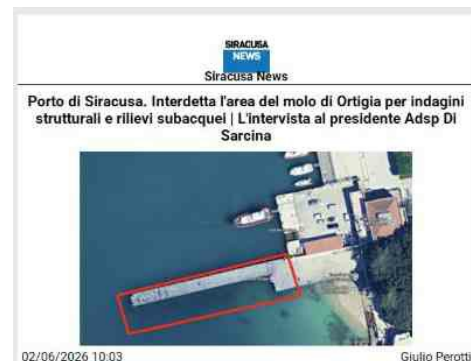 SIRACUSA
NEWS
Siracusa News
Porto di Siracusa. Interdetta l'area del molo di Ortigia per indagini
strutturali e rilievi subacquei | L'intervista al presidente Adsp Di
Sarcina
02/06/2026 10:03
Giulio Perotti